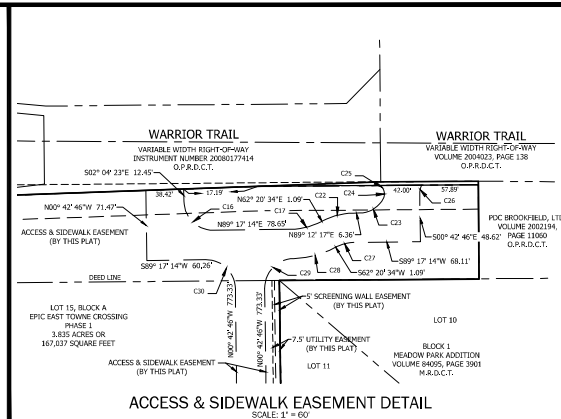 WARRIOR TRAIL
VARIABLE WIDTH RIGHT-OF-WAY
INSTRUMENT NUMBER 20080177414
O.P.R.D.C.T.
WARRIOR TRAIL
VARIABLE WIDTH RIGHT-OF-WAY
VOLUME 2004023, PAGE 138
O.P.R.D.C.T.
S02° 04' 23"E 12.45'
C25
38.42'
17.19'
N62° 20' 34"E 1.09'
C22
C24
42.00'
57.89'
N00° 42' 46"W 71.47'
C16
C17
C26
N89° 17' 14"E 78.65'
C23
PDC BROOKFIELD, LTD
VOLUME 2002194,
PAGE 11060
O.P.R.D.C.T.
ACCESS & SIDEWALK EASEMENT
(BY THIS PLAT)
N89° 12' 17"E 6.36'
S00° 42' 46"E 48.62'
S89° 17' 14"W 60.26'
C27
S89° 17' 14"W 68.11'
C28
S62° 20' 34"W 1.09'
DEED LINE
C29
C30
N00° 42' 46"W 773.33'
N00° 42' 46"W 773.33'
5' SCREENING WALL EASEMENT
(BY THIS PLAT)
LOT 15, BLOCK A
EPIC EAST TOWNE CROSSING
PHASE 1
3.835 ACRES OR
167,037 SQUARE FEET
LOT 10
7.5' UTILITY EASEMENT
(BY THIS PLAT)
BLOCK 1
MEADOW PARK ADDITION
VOLUME 84095, PAGE 3901
M.R.D.C.T.
ACCESS & SIDEWALK EASEMENT
(BY THIS PLAT)
LOT 11
ACCESS & SIDEWALK EASEMENT DETAIL
SCALE: 1" = 60'